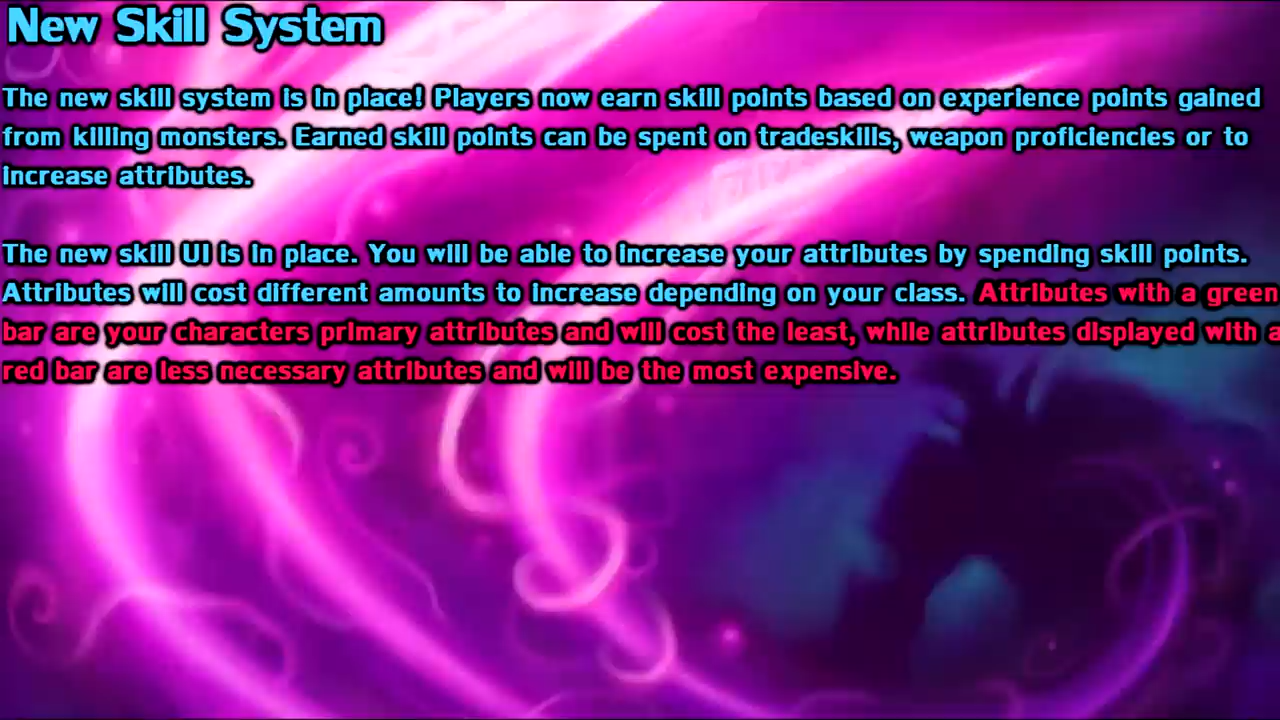 New Skill System
The new skill system is in place! Players now earn skill points based on experience points gained
from killing monsters. Earned skill points can be spent on tradeskills, weapon proficiencies or to
increase attributes.
The new skill UI is in place. You will be able to increase your attributes by spending skill points.
Attributes will cost different amounts to increase depending on your class. Attributes with a green
bar are your characters primary attributes and will cost the least, while attributes displayed with a
red bar are less necessary attributes and will be the most expensive.